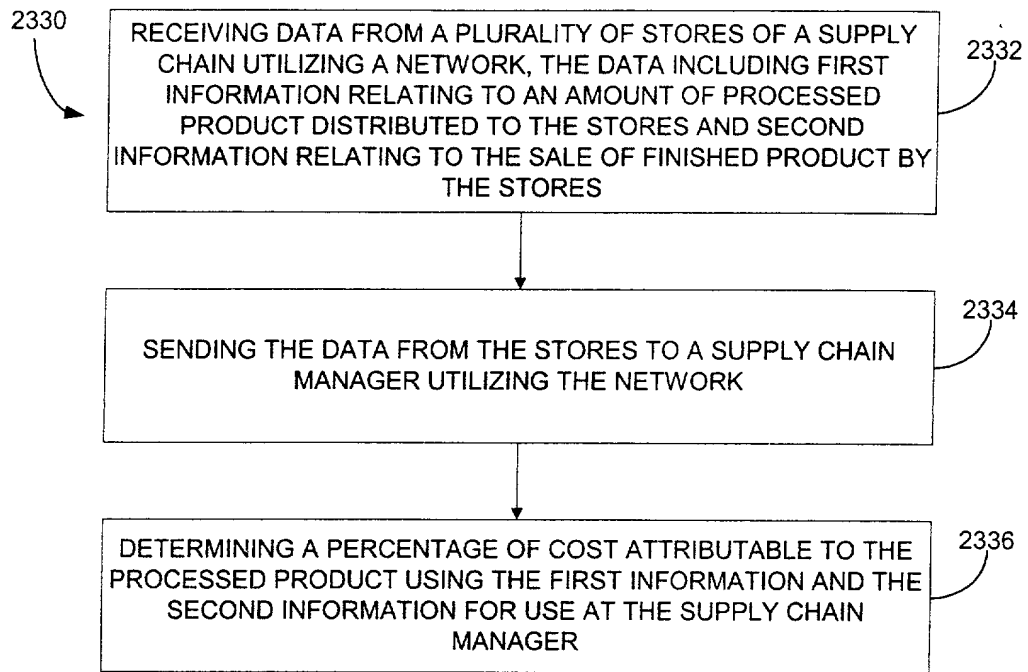 2330
RECEIVING DATA FROM A PLURALITY OF STORES OF A SUPPLY
CHAIN UTILIZING A NETWORK, THE DATA INCLUDING FIRST
INFORMATION RELATING TO AN AMOUNT OF PROCESSED
PRODUCT DISTRIBUTED TO THE STORES AND SECOND
INFORMATION RELATING TO THE SALE OF FINISHED PRODUCT BY
THE STORES
2332
SENDING THE DATA FROM THE STORES TO A SUPPLY CHAIN
MANAGER UTILIZING THE NETWORK
2334
DETERMINING A PERCENTAGE OF COST ATTRIBUTABLE TO THE
PROCESSED PRODUCT USING THE FIRST INFORMATION AND THE
SECOND INFORMATION FOR USE AT THE SUPPLY CHAIN
MANAGER
2336